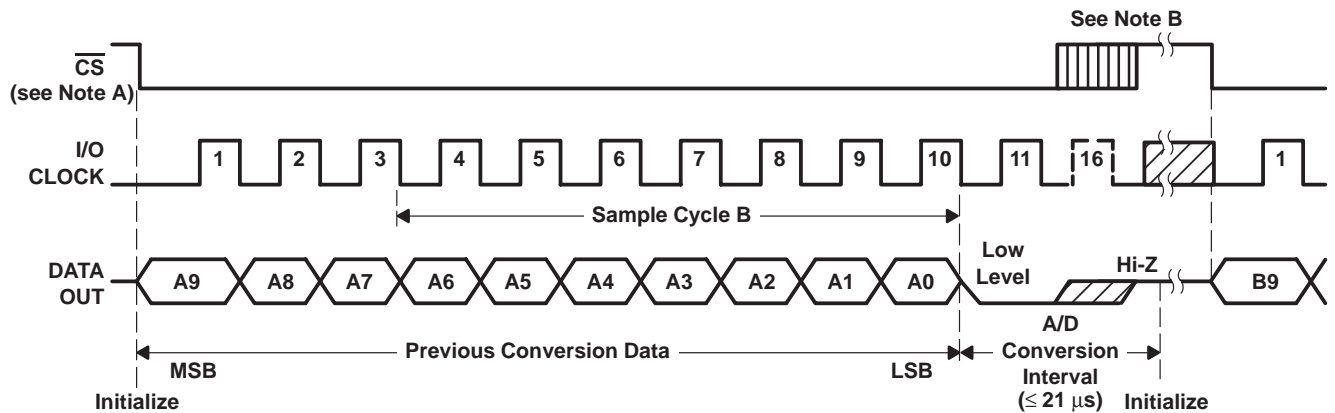 See Note B
CS
(see Note A)
I/O
CLOCK
1 2 3 4 5 6 7 8 9 10 11 16 1
Sample Cycle B
DATA
OUT
A9 A8 A7 A6 A5 A4 A3 A2 A1 A0
Low
Level
Hi-Z
B9
Previous Conversion Data
MSB
LSB
A/D
Conversion
Interval
(≤ 21 μs)
Initialize
Initialize